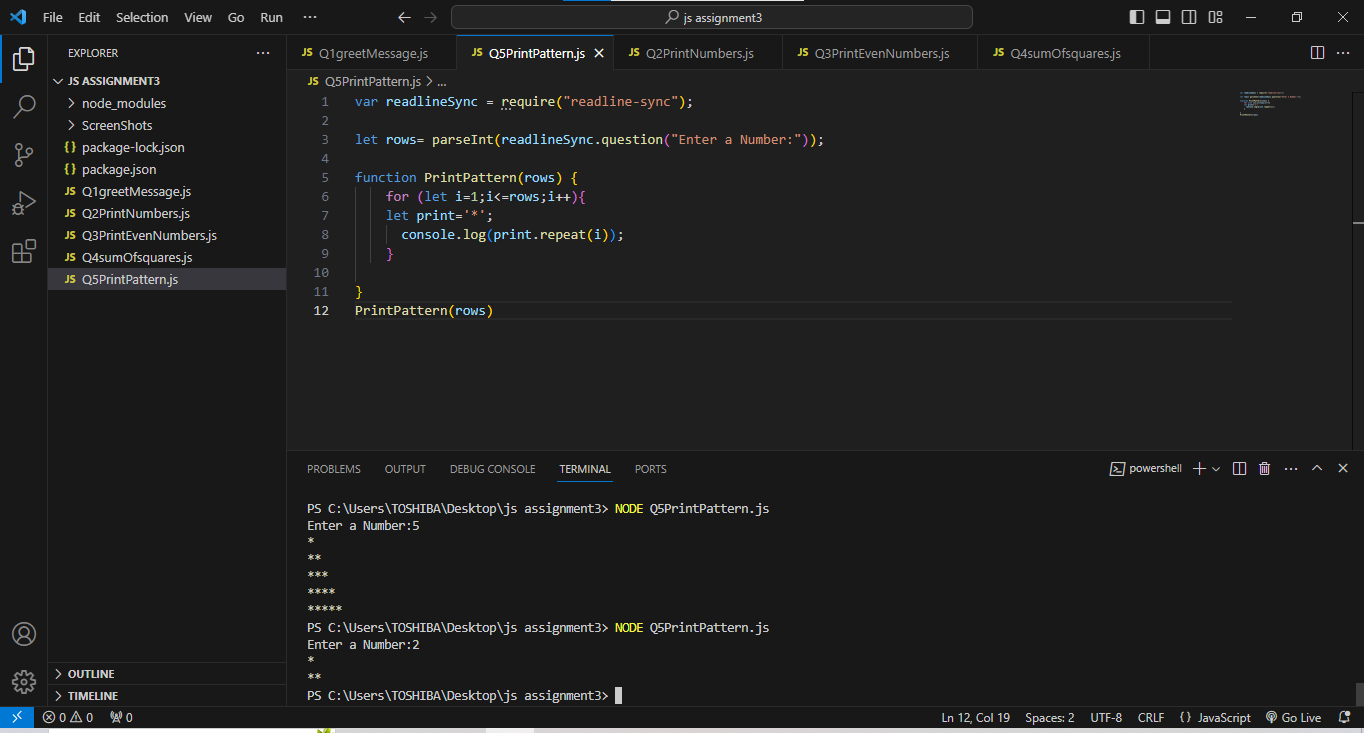 File Edit Selection View Go Run ··· js assignment3
EXPLORER ···
JS ASSIGNMENT3
node_modules
ScreenShots
{} package-lock.json
{} package.json
JS Q1greetMessage.js
JS Q2PrintNumbers.js
JS Q3PrintEvenNumbers.js
JS Q4sumOfsquares.js
JS Q5PrintPattern.js
OUTLINE
TIMELINE
JS Q1greetMessage.js JS Q5PrintPattern.js JS Q2PrintNumbers.js JS Q3PrintEvenNumbers.js JS Q4sumOfsquares.js ···
JS Q5PrintPattern.js > ...
1 var readlineSync = require("readline-sync");
2
3 let rows= parseInt(readlineSync.question("Enter a Number:"));
4
5 function PrintPattern(rows) {
6 for (let i=1;i<=rows;i++){
7 let print='*';
8 console.log(print.repeat(i));
9 }
10
11 }
12 PrintPattern(rows)
PROBLEMS OUTPUT DEBUG CONSOLE TERMINAL PORTS powershell ···
PS C:\Users\TOSHIBA\Desktop\js assignment3> NODE Q5PrintPattern.js
Enter a Number:5
*
**
***
****
*****
PS C:\Users\TOSHIBA\Desktop\js assignment3> NODE Q5PrintPattern.js
Enter a Number:2
*
**
PS C:\Users\TOSHIBA\Desktop\js assignment3>
0 0 0 Ln 12, Col 19 Spaces: 2 UTF-8 CRLF {} JavaScript Go Live